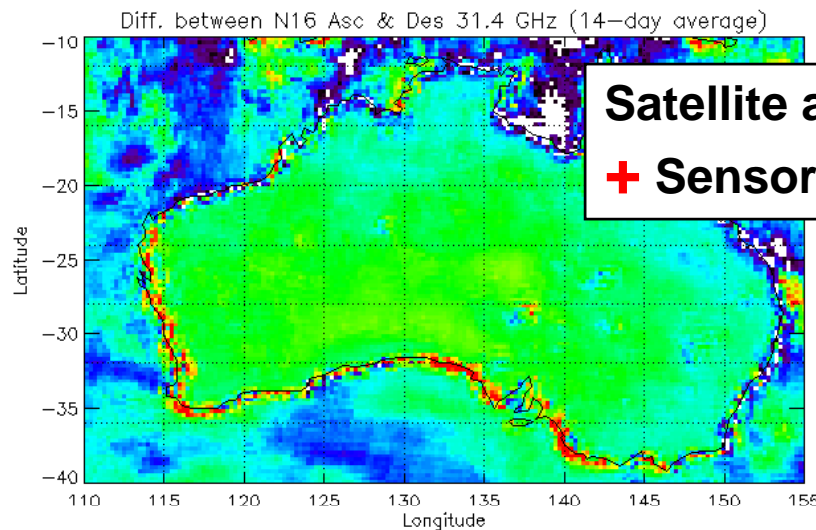 Diff. between N16 Asc & Des 31.4 GHz (14-day average)
Satellite a
+ Sensor
Latitude
-10
-15
-20
-25
-30
-35
-40
110 115 120 125 130 135 140 145 150 155
Longitude